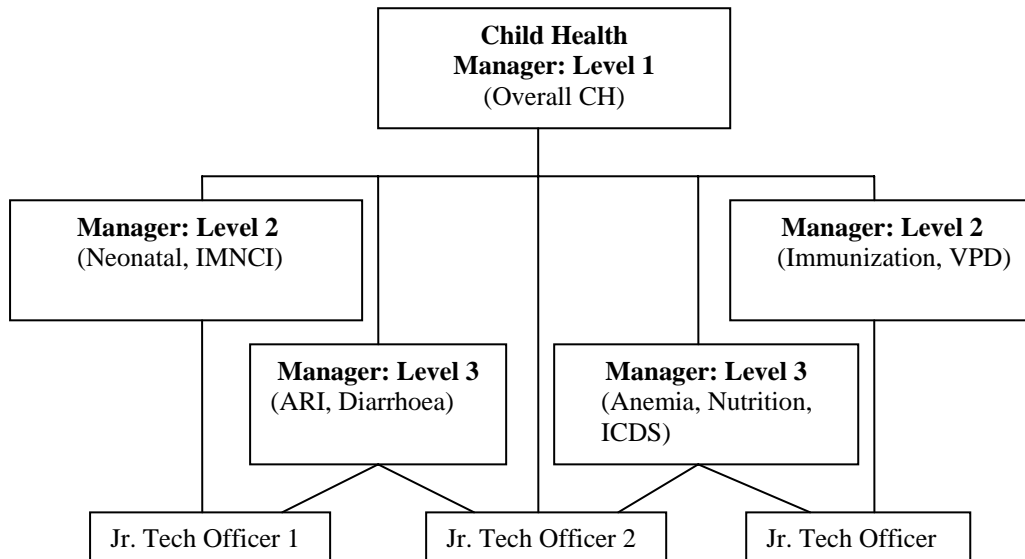 Child Health
Manager: Level 1
(Overall CH)
Manager: Level 2
(Neonatal, IMNCI)
Manager: Level 2
(Immunization, VPD)
Manager: Level 3
(ARI, Diarrhoea)
Manager: Level 3
(Anemia, Nutrition,
ICDS)
Jr. Tech Officer 1
Jr. Tech Officer 2
Jr. Tech Officer